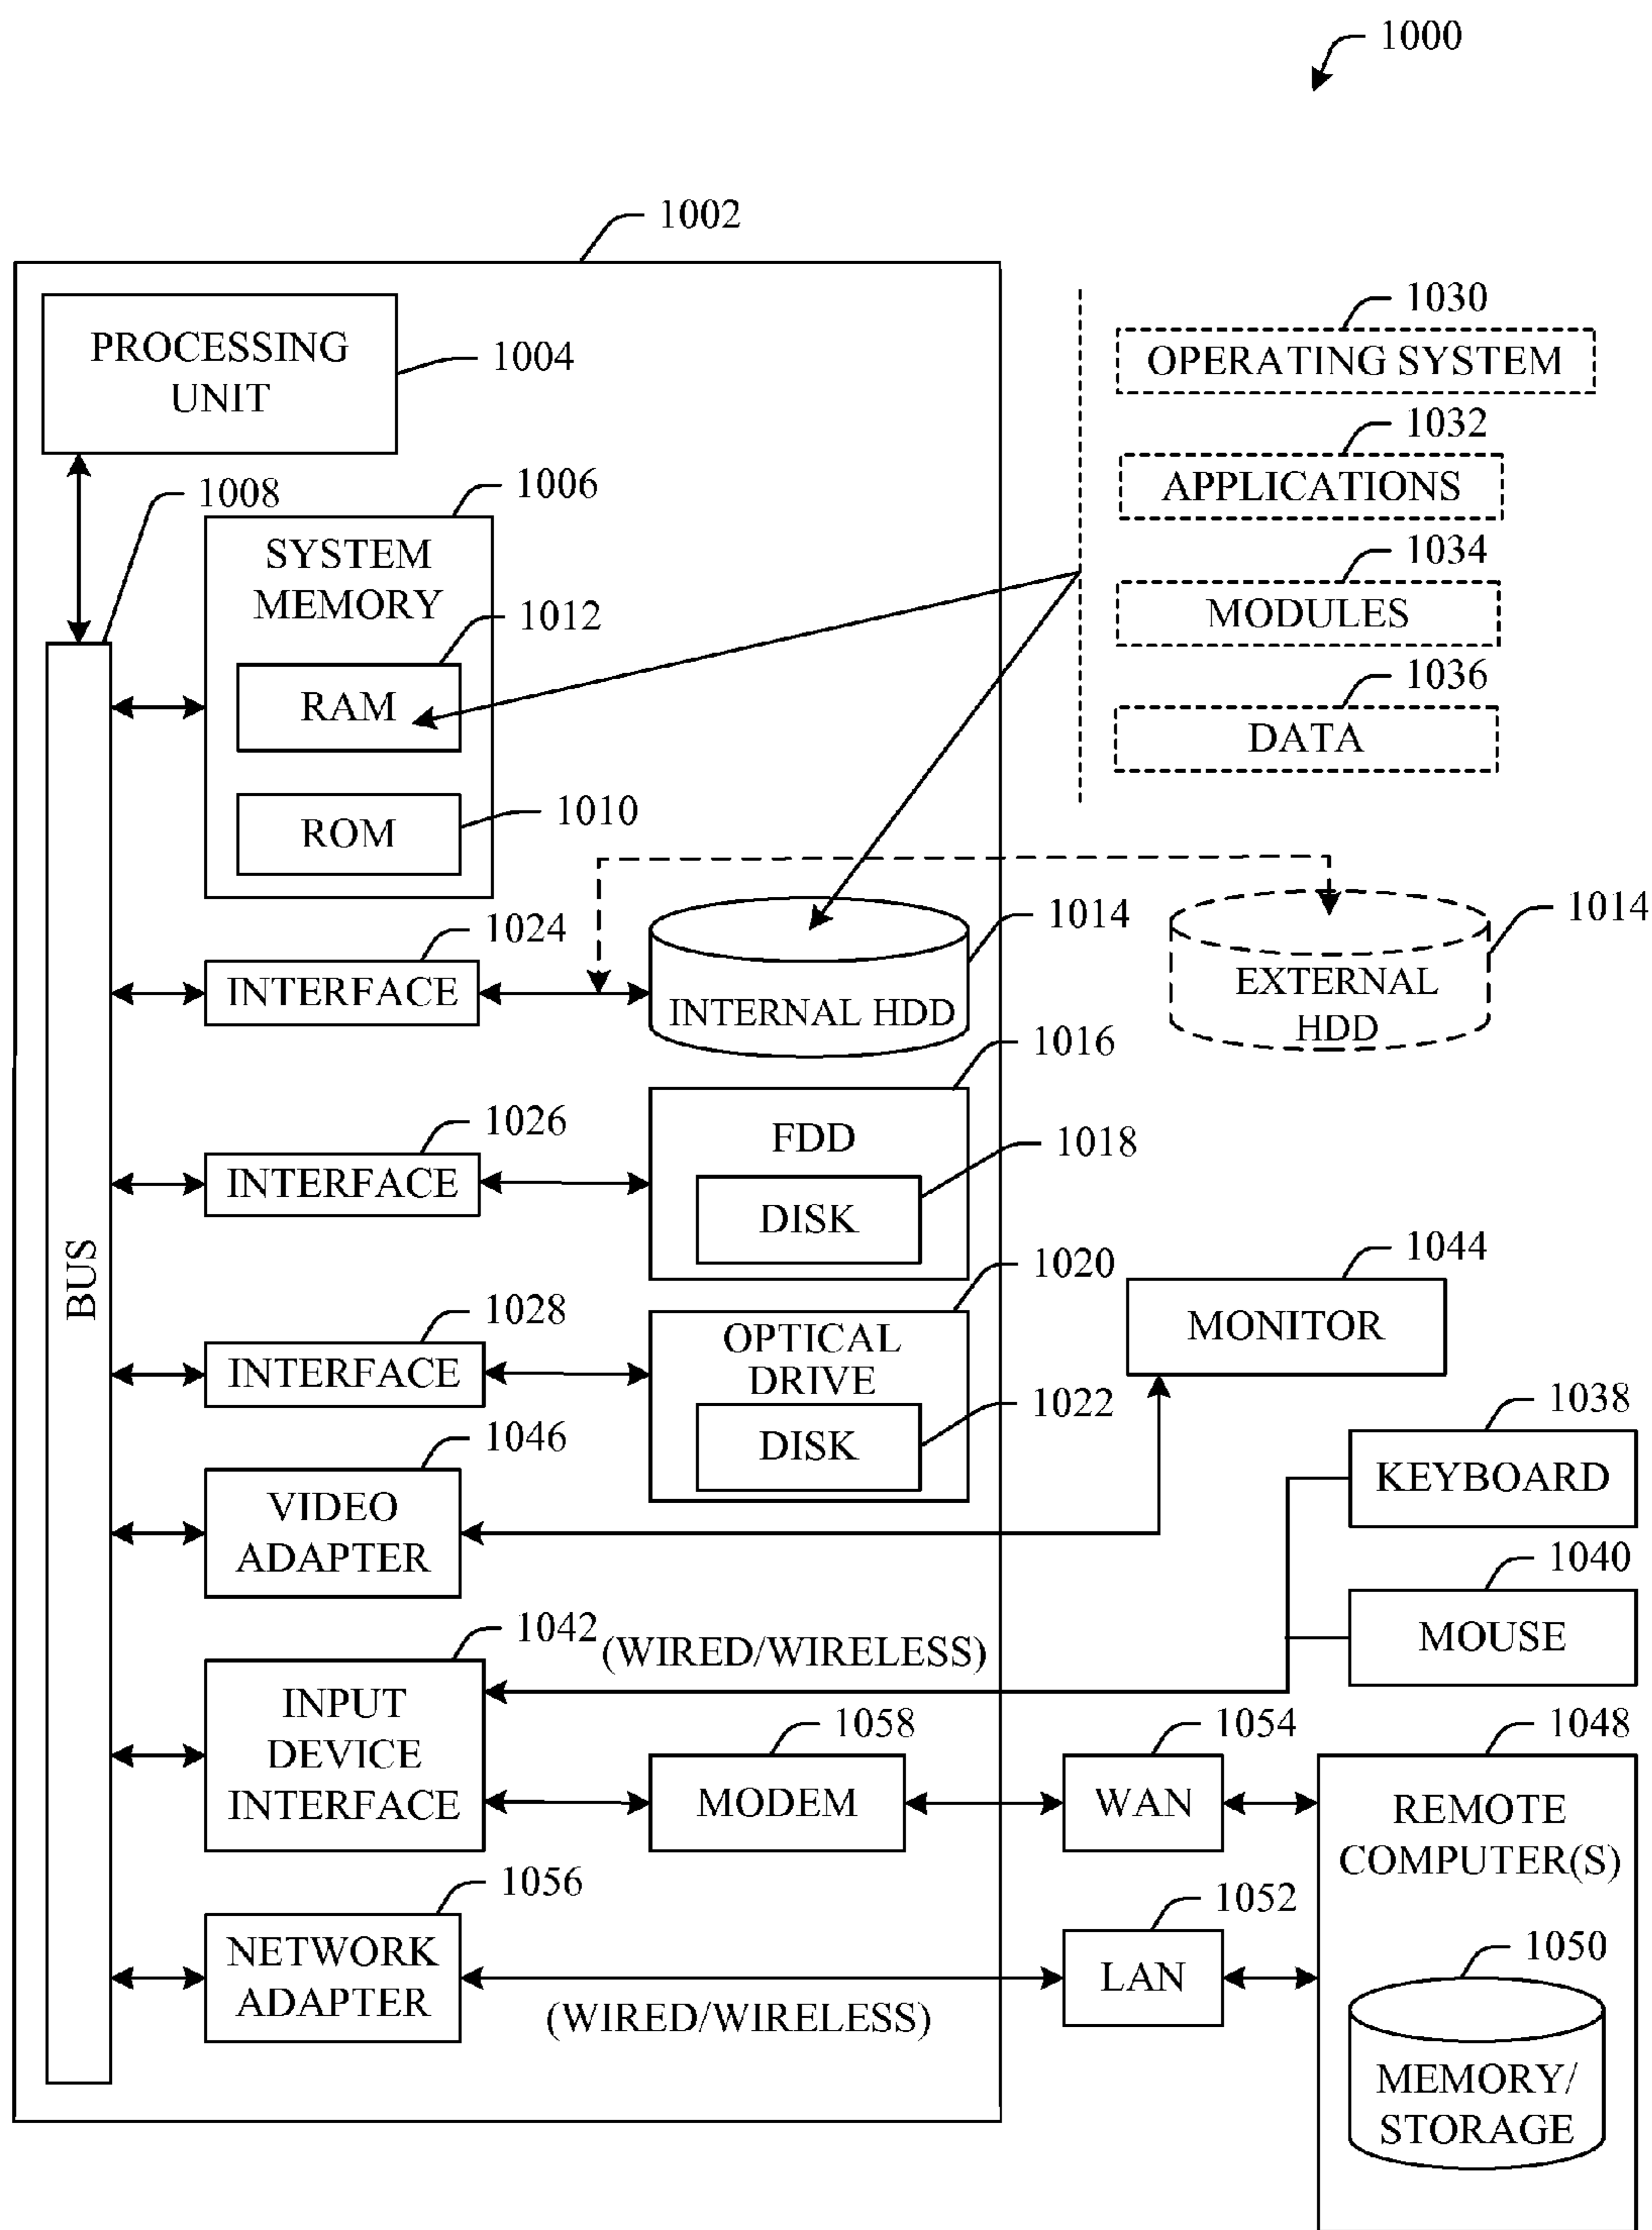 1000
1002
PROCESSING
UNIT
1004
1030
OPERATING SYSTEM
1032
APPLICATIONS
1034
MODULES
1036
DATA
1008
1006
SYSTEM
MEMORY
1012
RAM
1010
ROM
BUS
1024
INTERFACE
1014
INTERNAL HDD
1014
EXTERNAL
HDD
1026
INTERFACE
1016
FDD
1018
DISK
1028
INTERFACE
1020
OPTICAL
DRIVE
1022
DISK
1044
MONITOR
1046
VIDEO
ADAPTER
1038
KEYBOARD
1040
MOUSE
1042
(WIRED/WIRELESS)
INPUT
DEVICE
INTERFACE
1058
MODEM
1054
WAN
1048
REMOTE
COMPUTER(S)
1056
NETWORK
ADAPTER
(WIRED/WIRELESS)
1052
LAN
1050
MEMORY/
STORAGE